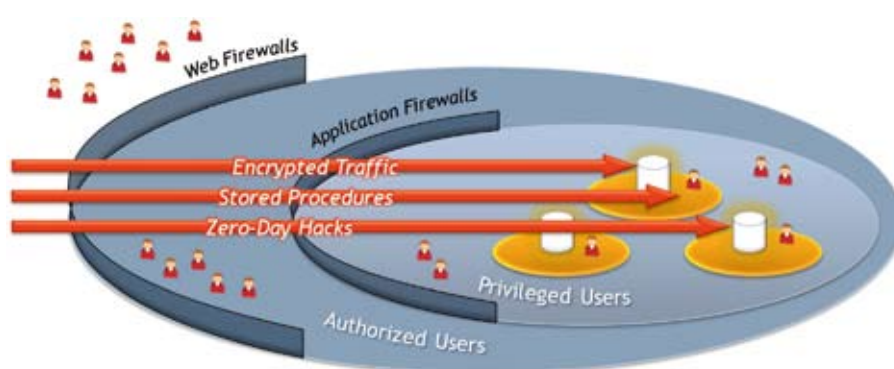 Web Firewalls
Application Firewalls
Encrypted Traffic
Stored Procedures
Zero-Day Hacks
Privileged Users
Authorized Users